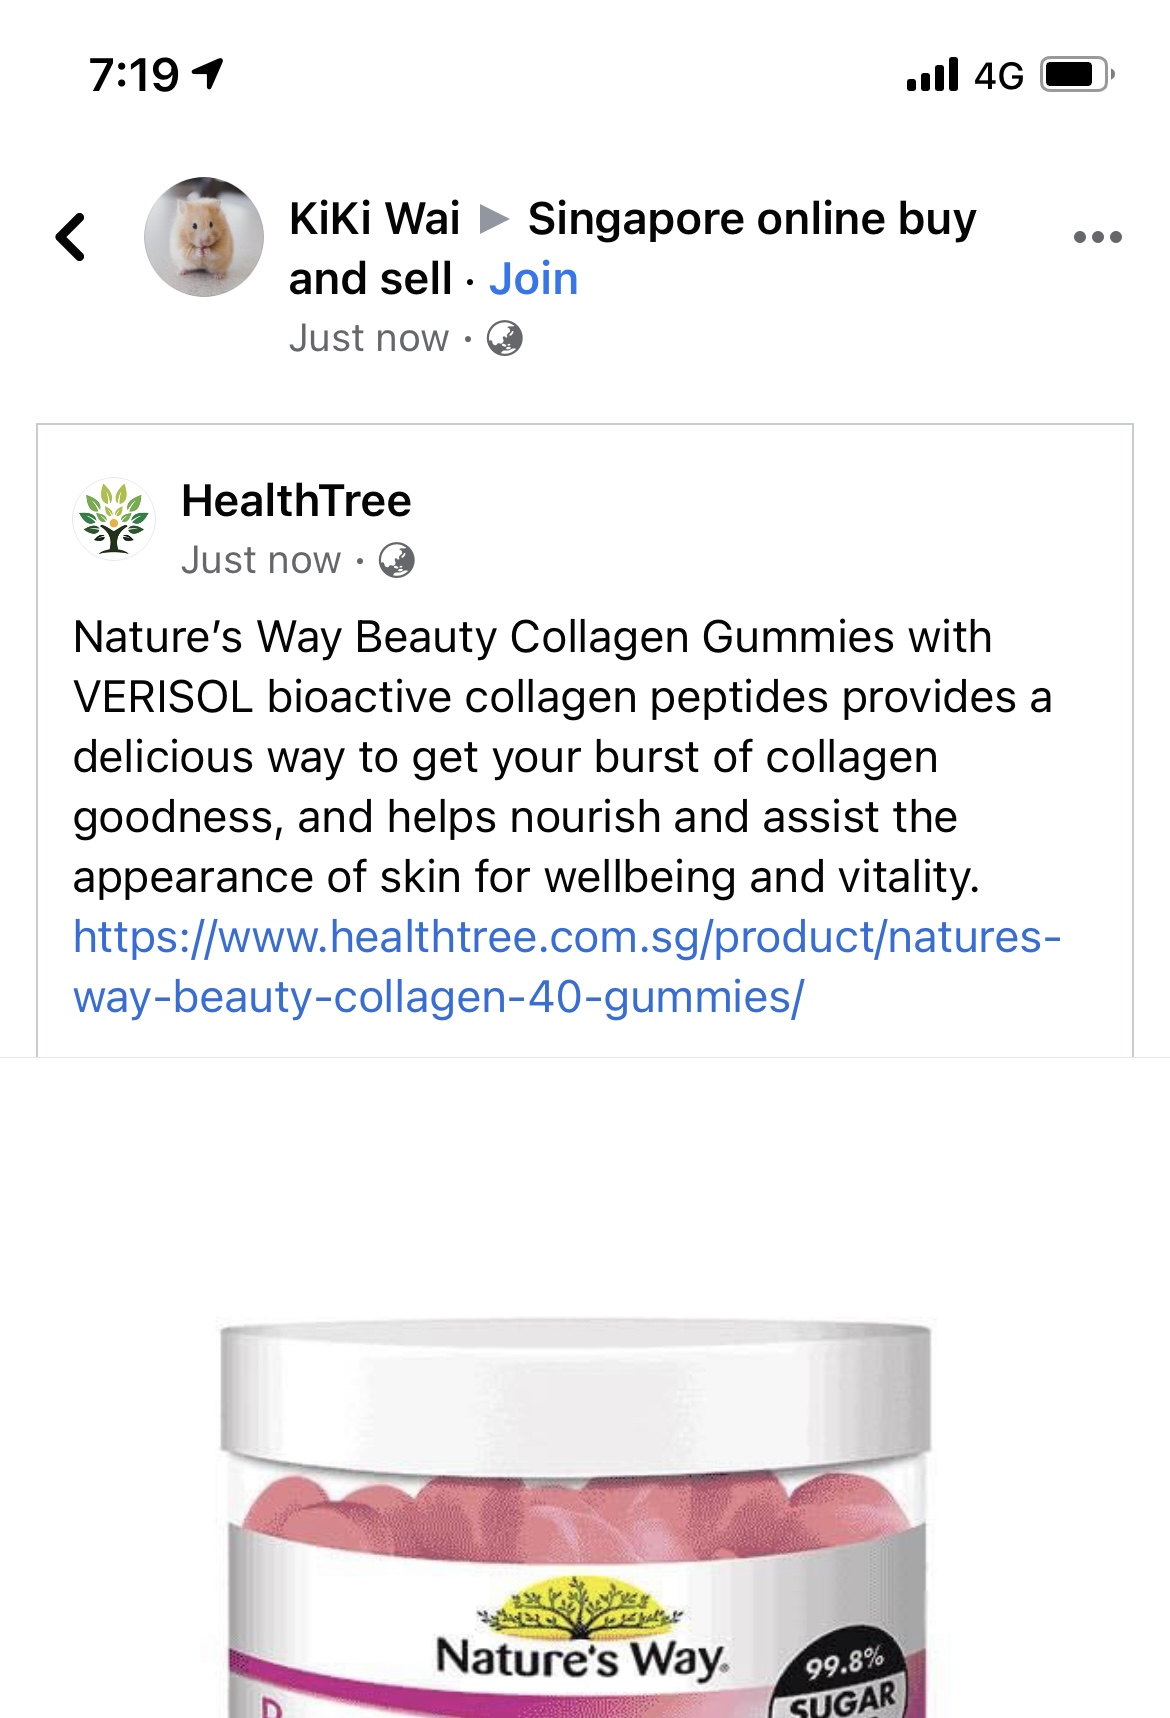 7:19 4G
KiKi Wai ▶ Singapore online buy
and sell · Join
Just now ·
HealthTree
Just now ·
Nature’s Way Beauty Collagen Gummies with
VERISOL bioactive collagen peptides provides a
delicious way to get your burst of collagen
goodness, and helps nourish and assist the
appearance of skin for wellbeing and vitality.
https://www.healthtree.com.sg/product/natures-
way-beauty-collagen-40-gummies/
Nature's Way®
99.8%
SUGAR